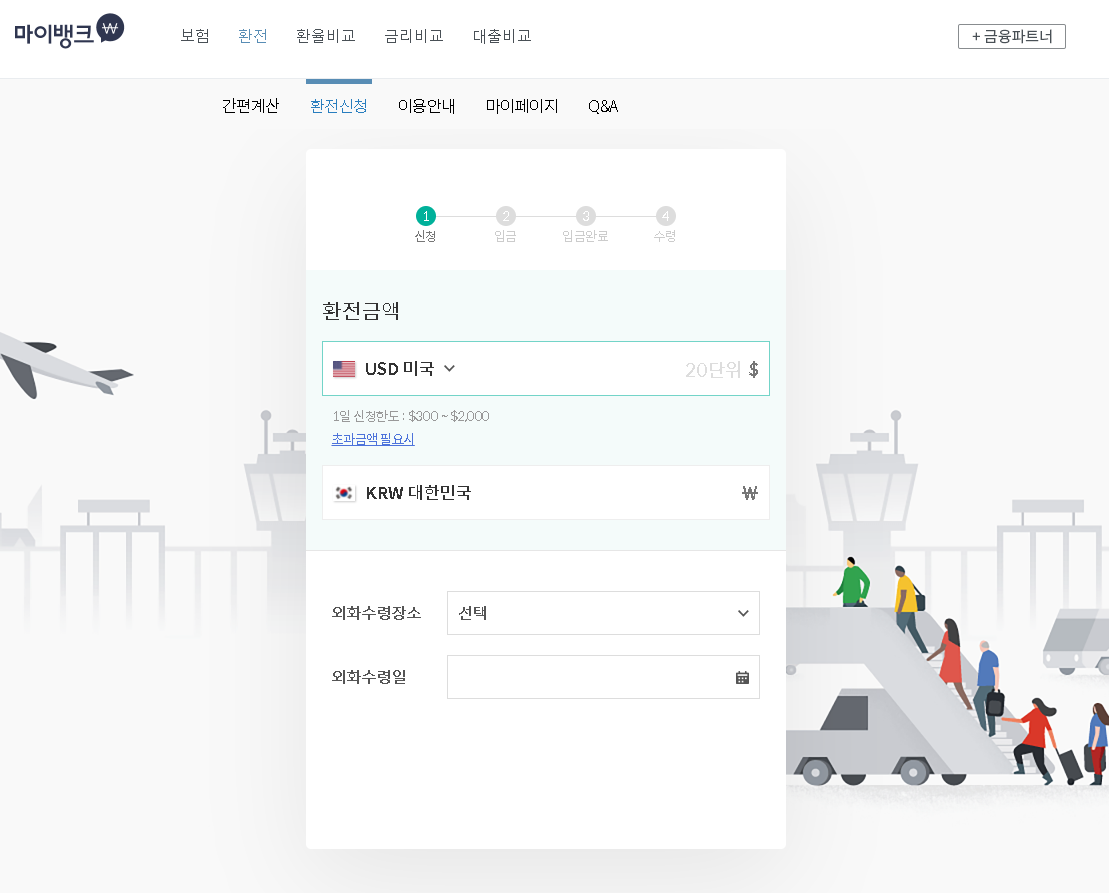 마이뱅크 ₩
보험 환전 환율비교 금리비교 대출비교
+ 금융파트너
간편계산 환전신청 이용안내 마이페이지 Q&A
1 2 3 4
신청 입금 입금완료 수령
환전금액
USD 미국 20단위 $
1일 신청한도 : $300 ~ $2,000
초과금액 필요시
KRW 대한민국 ₩
외화수령장소 선택
외화수령일